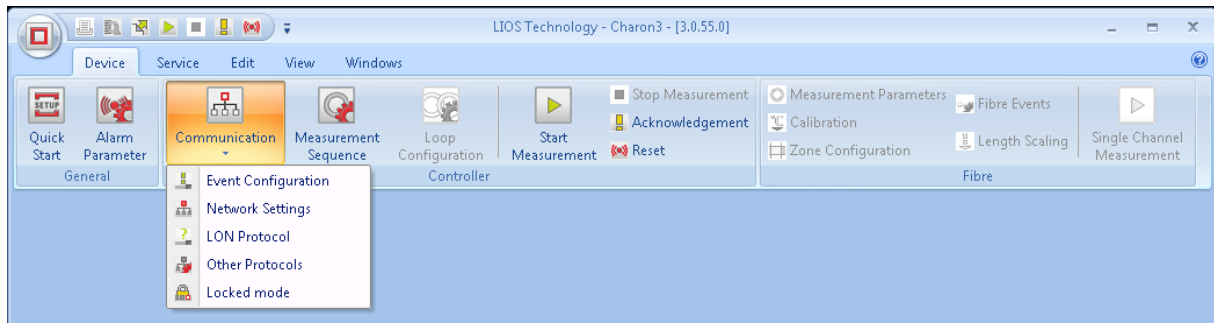 LIOS Technology - Charon3 - [3.0.55.0]
Device Service Edit View Windows
SETUP
Quick Start
Alarm Parameter
General
Communication
Measurement Sequence
Loop Configuration
Start Measurement
Stop Measurement
Acknowledgement
Reset
Controller
Measurement Parameters
Calibration
Zone Configuration
Fibre Events
Length Scaling
Single Channel Measurement
Fibre
Event Configuration
Network Settings
LON Protocol
Other Protocols
Locked mode